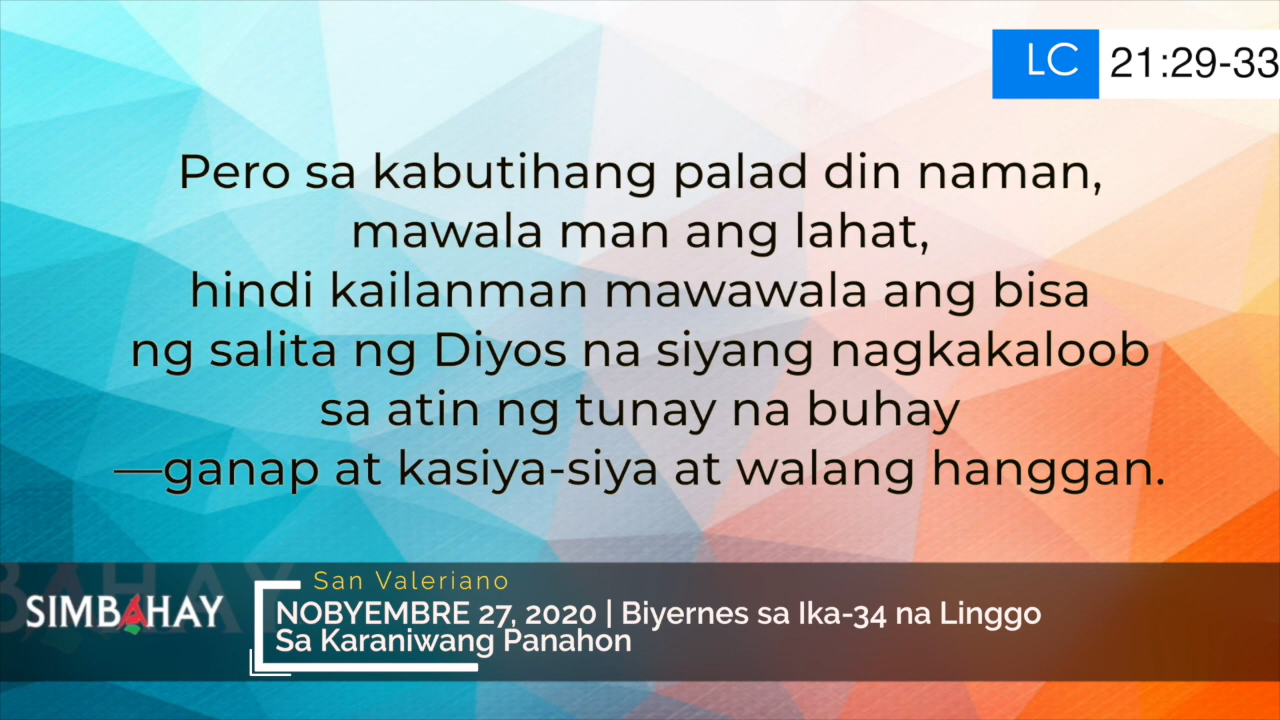 LC 21:29-33
Pero sa kabutihang palad din naman,
mawala man ang lahat,
hindi kailanman mawawala ang bisa
ng salita ng Diyos na siyang nagkakaloob
sa atin ng tunay na buhay
—ganap at kasiya-siya at walang hanggan.
San Valeriano
SIMBAHAY
NOBYEMBRE 27, 2020 | Biyernes sa Ika-34 na Linggo
Sa Karaniwang Panahon